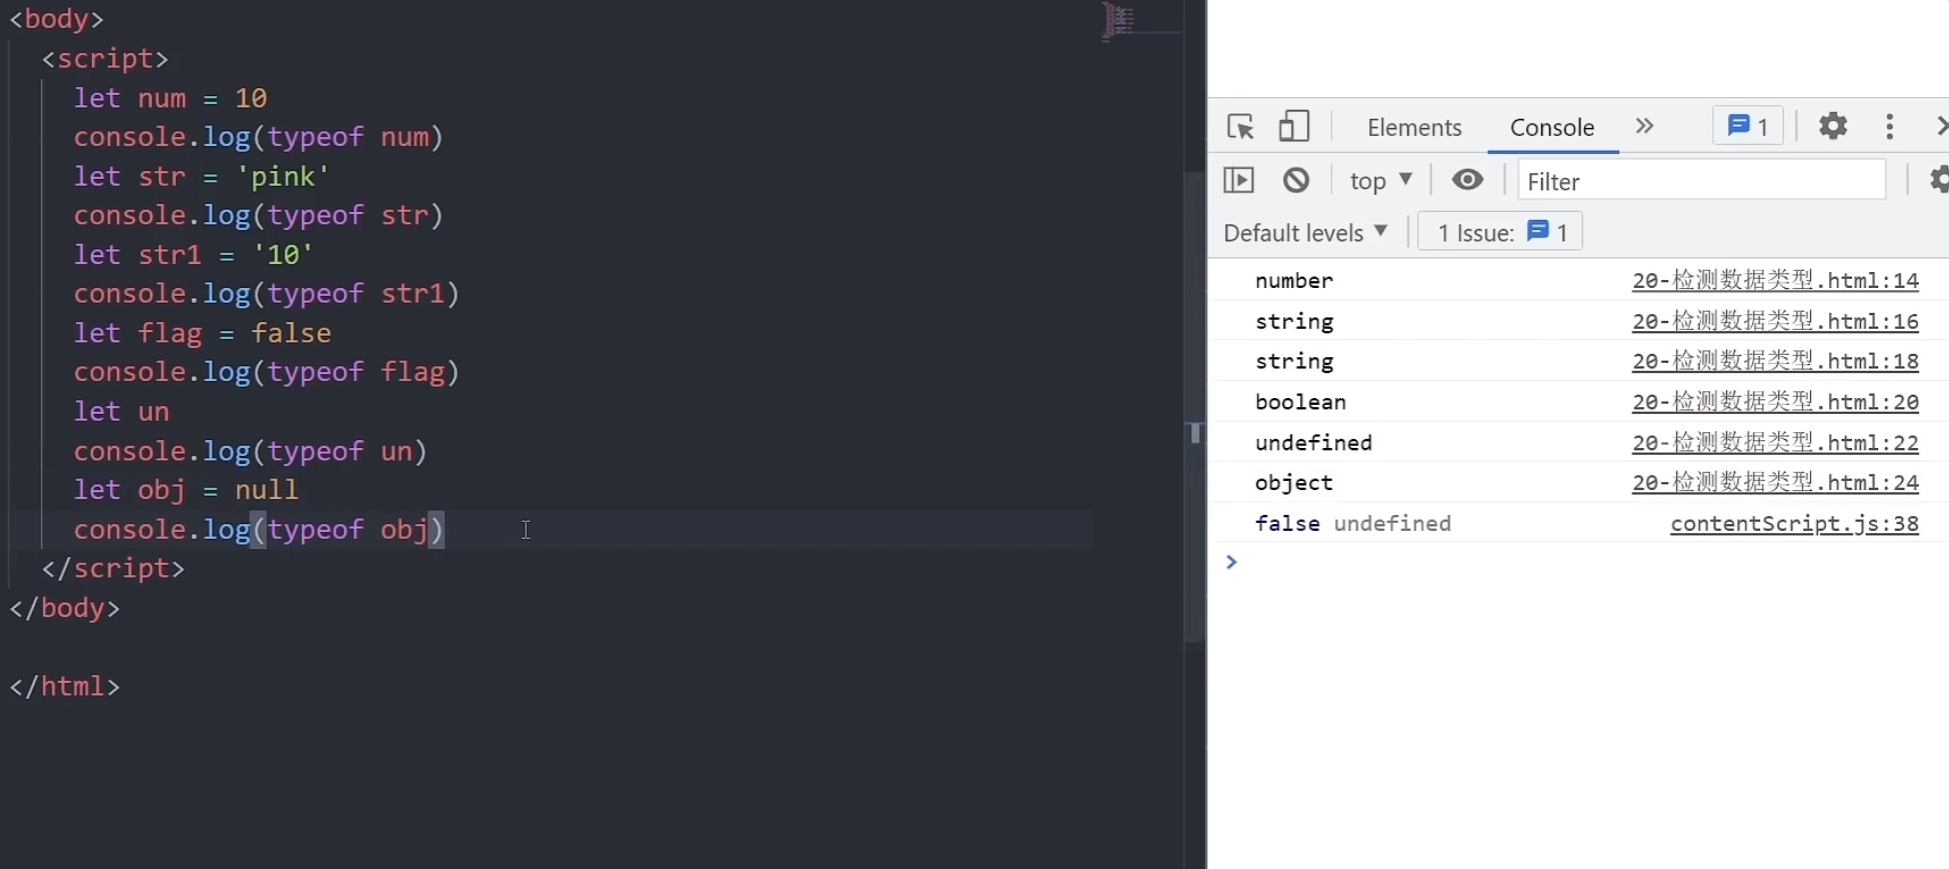 <body>
<script>
let num = 10
console.log(typeof num)
let str = 'pink'
console.log(typeof str)
let str1 = '10'
console.log(typeof str1)
let flag = false
console.log(typeof flag)
let un
console.log(typeof un)
let obj = null
console.log(typeof obj)
</script>
</body>
</html>
Elements Console » 1
top Filter
Default levels 1 Issue: 1
number 20-检测数据类型.html:14
string 20-检测数据类型.html:16
string 20-检测数据类型.html:18
boolean 20-检测数据类型.html:20
undefined 20-检测数据类型.html:22
object 20-检测数据类型.html:24
false undefined contentScript.js:38
>